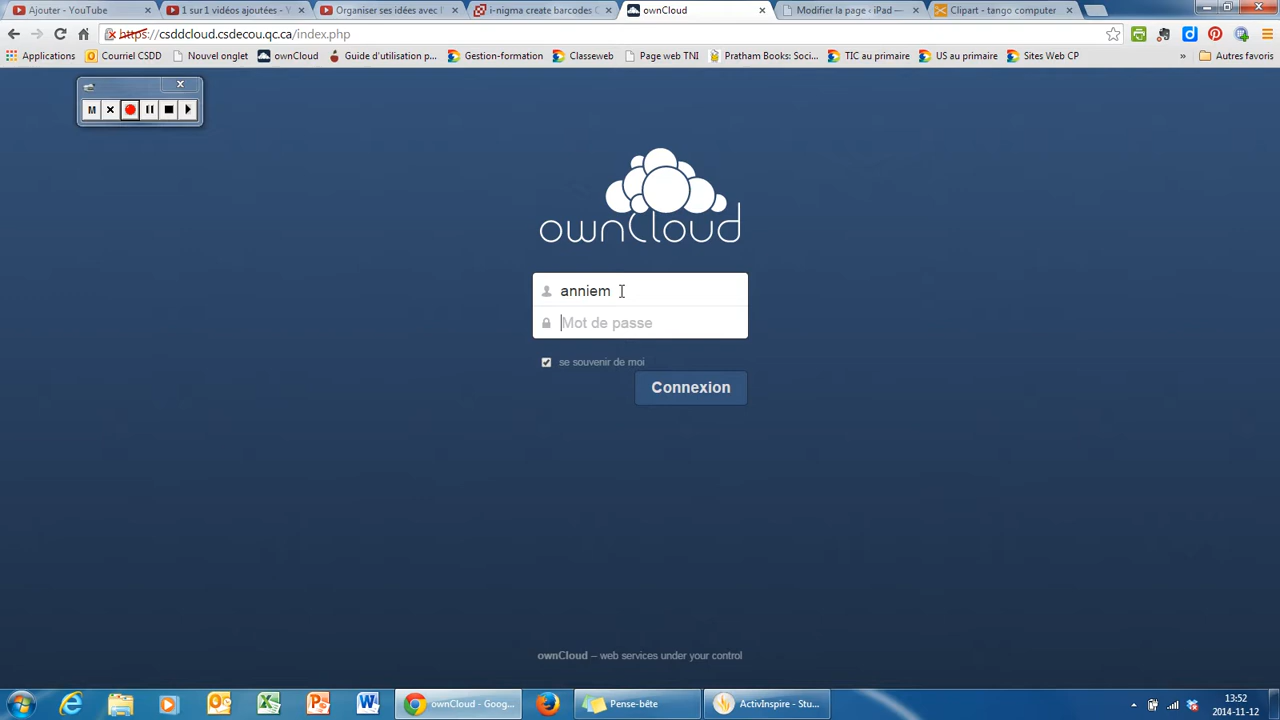 Ajouter - YouTube
1 sur 1 vidéos ajoutées - Y
Organiser ses idées avec l
i-nigma create barcodes C
ownCloud
Modifier la page ‹ iPad —
Clipart - tango computer
https://csddcloud.csdecou.qc.ca/index.php
Applications
Courriel CSDD
Nouvel onglet
ownCloud
Guide d'utilisation p...
Gestion-formation
Classeweb
Page web TNI
Pratham Books: Soci...
TIC au primaire
US au primaire
Sites Web CP
»
Autres favoris
M
ownCloud
anniem
Mot de passe
se souvenir de moi
Connexion
ownCloud – web services under your control
ownCloud - Goog...
Pense-bête
ActivInspire - Stu...
13:52
2014-11-12